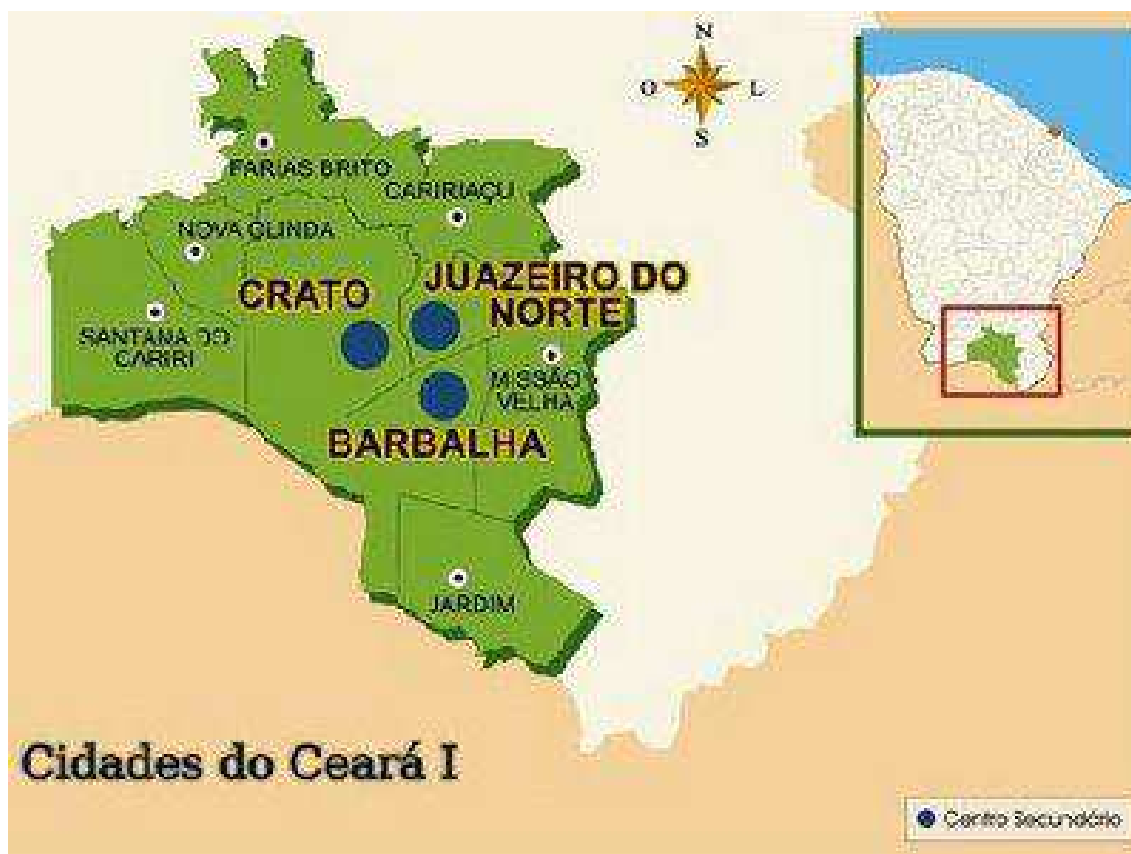 N
O L
S
FARIAS BRITO
CARIRIAÇU
NOVA OLINDA
CRATO
JUAZEIRO DO
NORTE
SANTANA DO
CARIRI
MISSÃO
VELHA
BARBALHA
JARDIM
Cidades do Ceará I
Centro Secundário